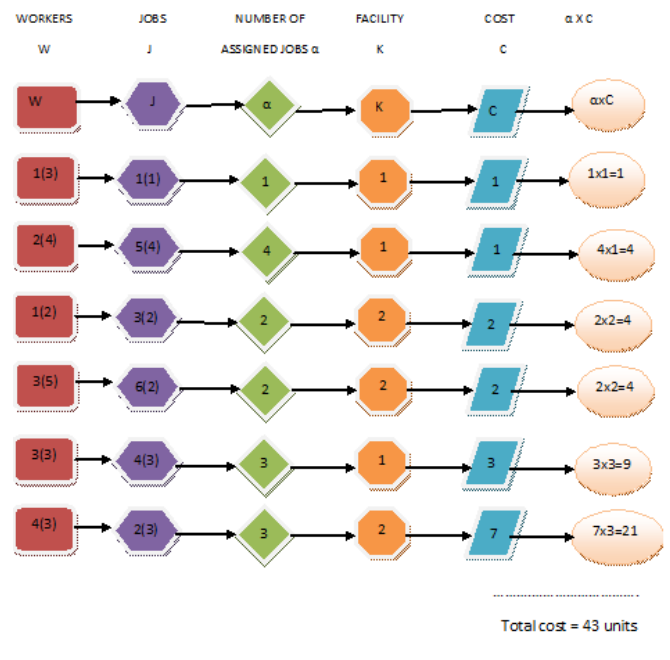 WORKERS JOBS NUMBER OF FACILITY COST α X C
W J ASSIGNED JOBS α K C
W J α K C αxC
1(3) 1(1) 1 1 1 1x1=1
2(4) 5(4) 4 1 1 4x1=4
1(2) 3(2) 2 2 2 2x2=4
3(5) 6(2) 2 2 2 2x2=4
3(3) 4(3) 3 1 3 3x3=9
4(3) 2(3) 3 2 7 7x3=21
Total cost = 43 units